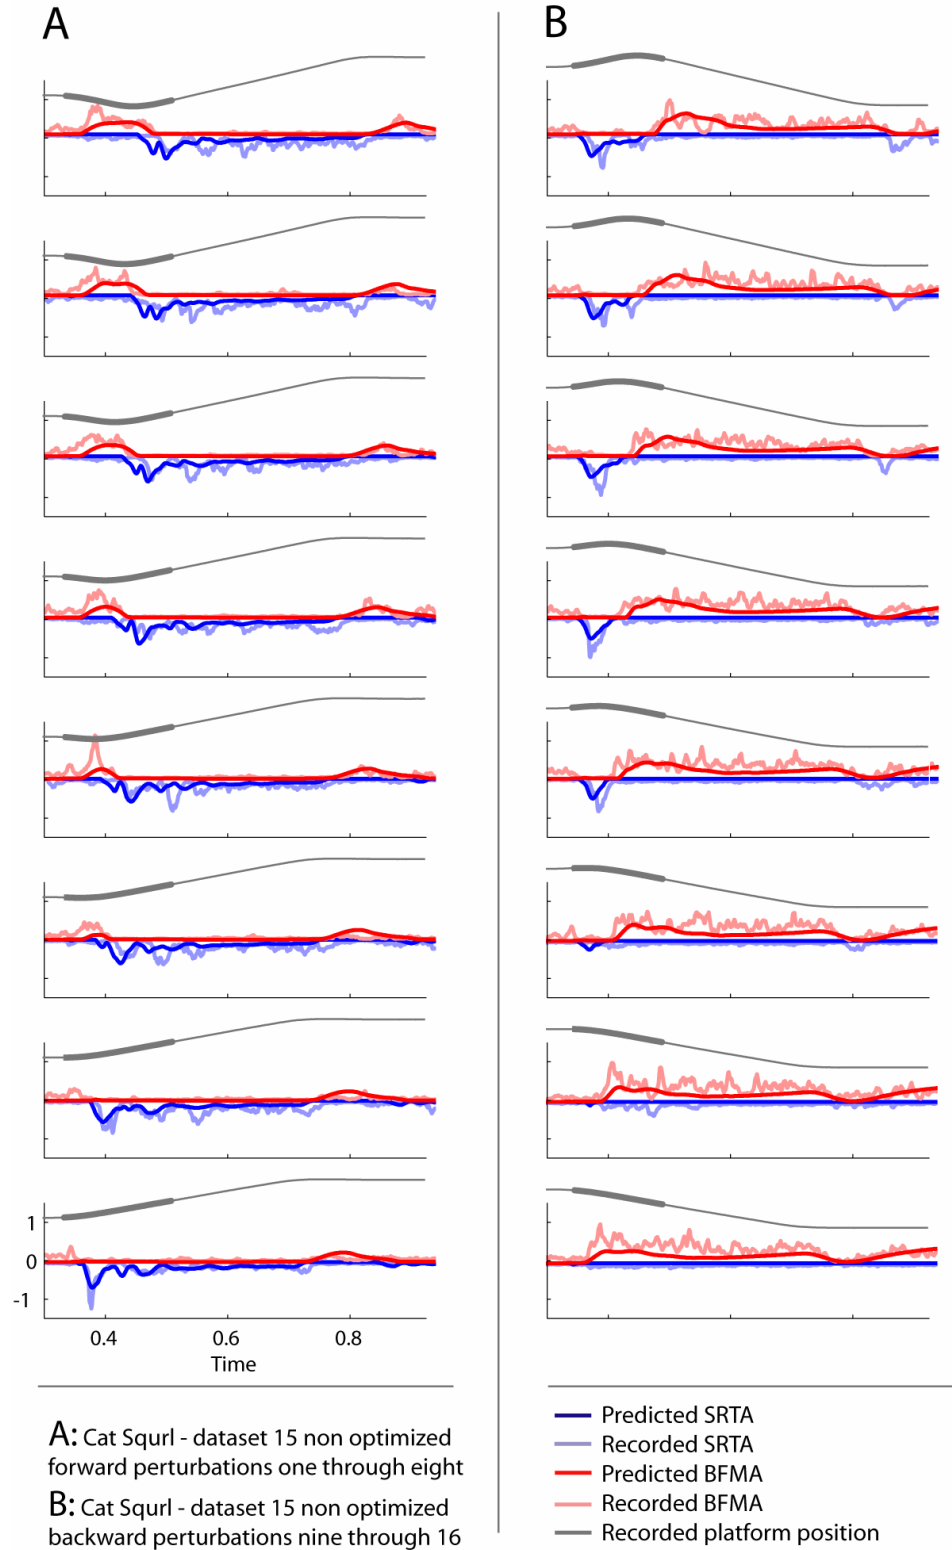 A
B
1
0
-1
0.4 0.6 0.8
Time
A: Cat Squrl - dataset 15 non optimized
forward perturbations one through eight
B: Cat Squrl - dataset 15 non optimized
backward perturbations nine through 16
Predicted SRTA
Recorded SRTA
Predicted BFMA
Recorded BFMA
Recorded platform position